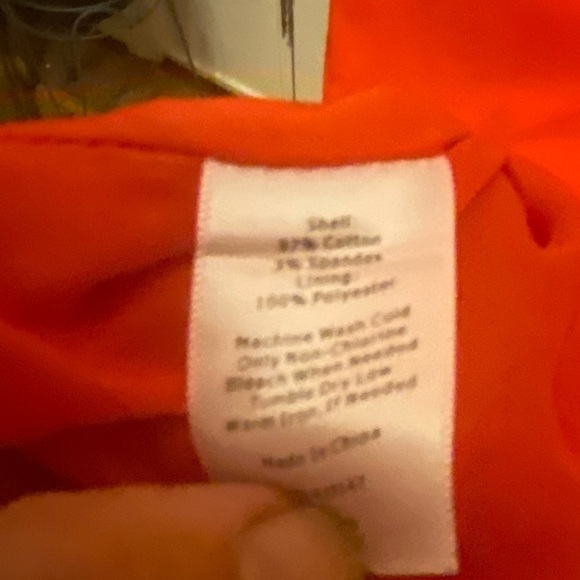 Shell:
97% Cotton
3% Spandex
Lining:
100% Polyester
Machine Wash Cold
Only Non-Chlorine
Bleach When Needed
Tumble Dry Low
Warm Iron, If Needed
Made In China